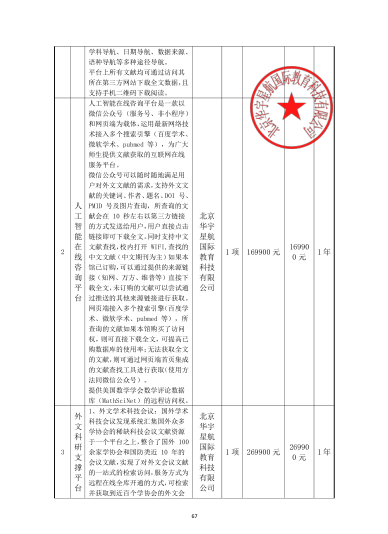 学科导航、日期导航、数据来源、
语种导航等多种途径导航。
平台上所有文献均可通过访问其
所在第三方网站下载全文数据,且
支持手机二维码下载阅读。
2
人工智能在线咨询平台
人工智能在线咨询平台是一款以
微信公众号（服务号、非小程序）
和网页端为载体,运用最新网络技
术接入多个搜索引擎(百度学术、
微软学术、pubmed 等)，为广大
师生提供文献获取的互联网在线
服务平台。
微信公众号可以随时随地满足用
户对外文文献的需求,支持外文文
献的关键词、作者、题名、DOI 号、
PMID 号及图片查询，所查询的文
献会在 10 秒左右以第三方链接
的方式发送给用户,用户直接点击
链接即可下载全文。同时支持中文
文献查找,校内打开 WIFI,查找的
中文文献(中文期刊为主)如果本
馆已订购,可以通过提供的来源链
接(知网、万方、维普等)直接下
载全文,未订购的文献可以尝试通
过推送的其他来源链接进行获取。
网页端接入多个搜索引擎(百度学
术、微软学术、pubmed 等)，所
查询的文献如果本馆购买了访问
权，则可直接下载全文,可提高已
购数据库的使用率;无法获取全文
的文献,则可通过网页端首页集成
的文献查找工具进行获取(使用方
法同微信公众号)。
提供美国数学学会数学评论数据
库(MathSciNet)的远程访问权。
北京
华宇
星航
国际
教育
科技
有限
公司
1 项
169900 元
16990
0 元
1 年
3
外文科研支撑平台
1、外文学术科技会议：国外学术
科技会议发现系统汇集国外众多
学协会的稀缺科技会议文献资源
于一个平台之上,整合了国外 100
余家学协会和国防类近 10 年的
会议文献,实现了对外文会议文献
的一站式的检索访问。服务方式为
远程在线全库开通的方式,可检索
并获取到近百个学协会的外文会
北京
华宇
星航
国际
教育
科技
有限
公司
1 项
269900 元
26990
0 元
1 年
北京华宇星航国际教育科技有限公司
67